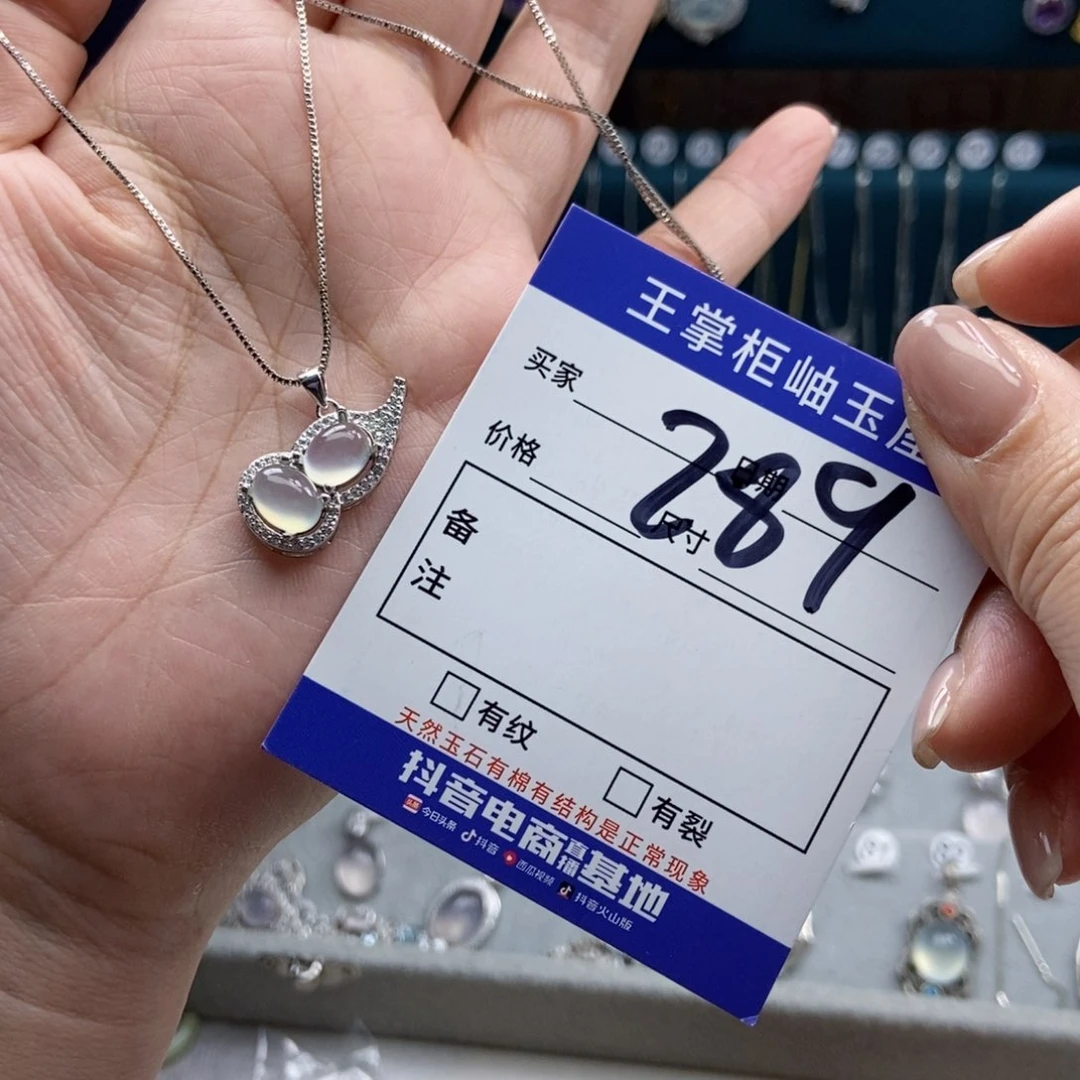 王掌柜岫玉
买家
日期
价格
尺寸
289
备注
有纹
有裂
天然玉石有棉有结构是正常现象
抖音电商直播基地
头条 今日头条 抖音 西瓜视频 抖音火山版